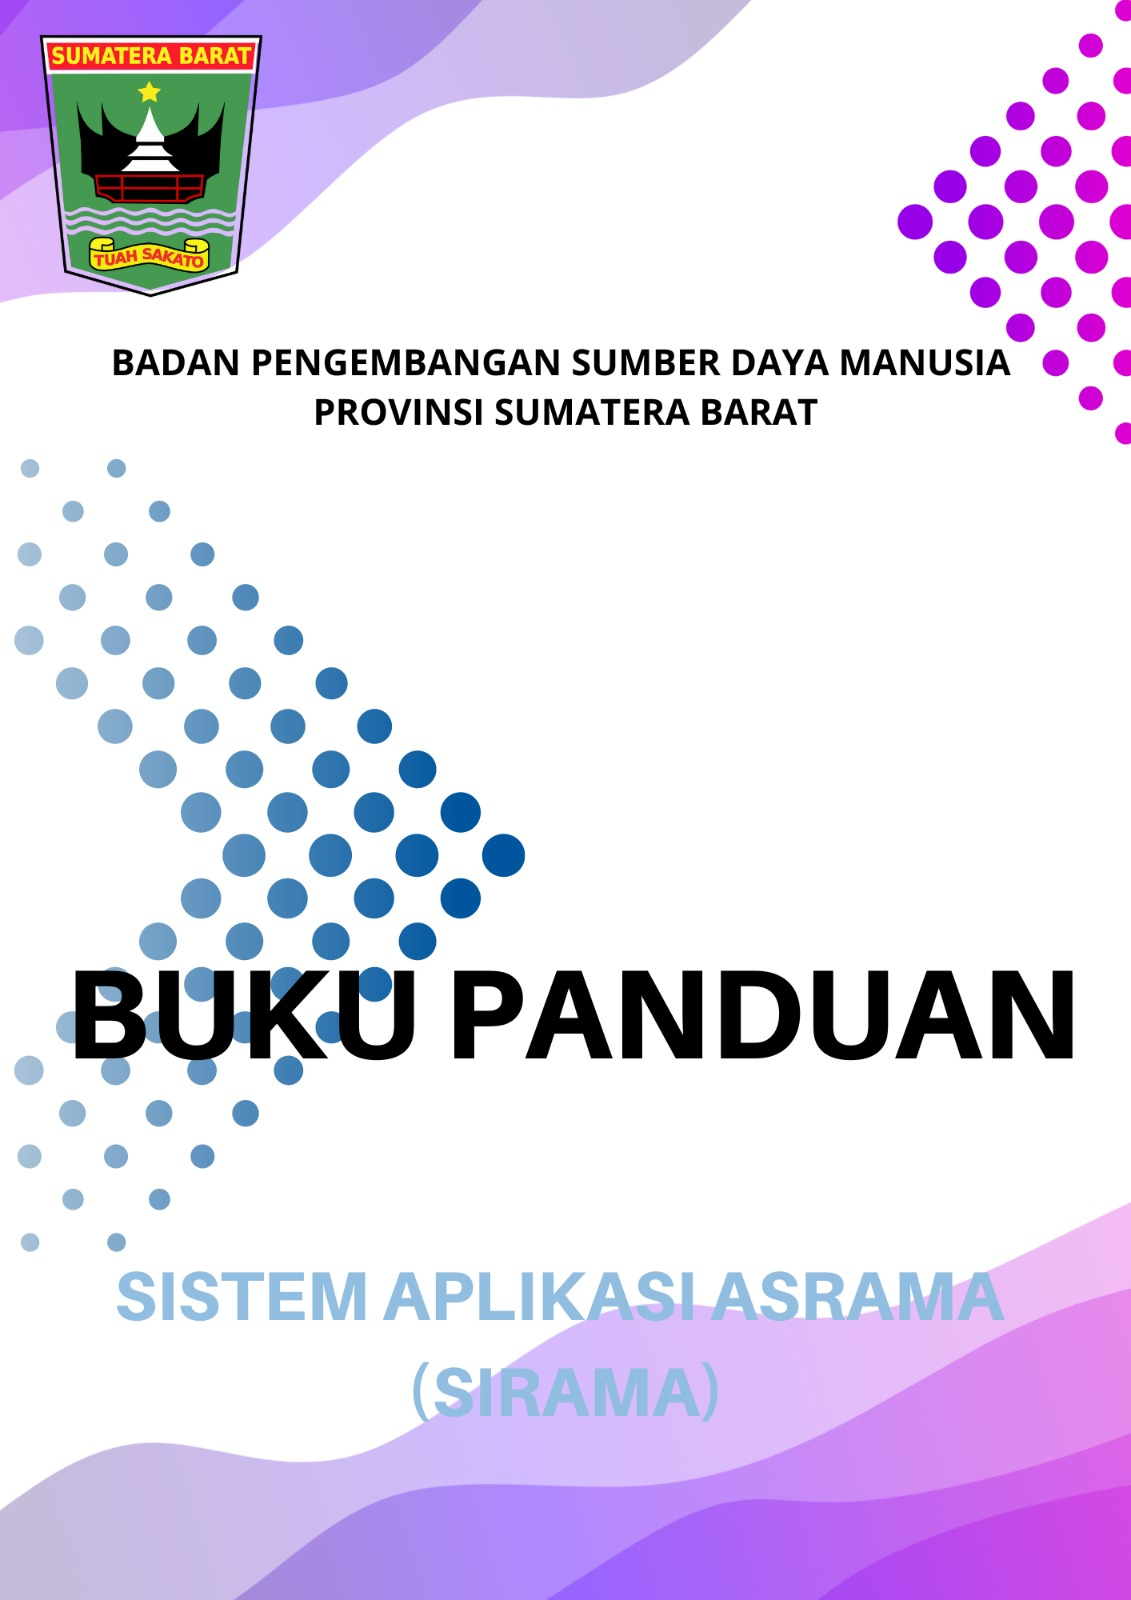 SUMATERA BARAT
TUAH SAKATO
BADAN PENGEMBANGAN SUMBER DAYA MANUSIA
PROVINSI SUMATERA BARAT
BUKU PANDUAN
SISTEM APLIKASI ASRAMA
(SIRAMA)